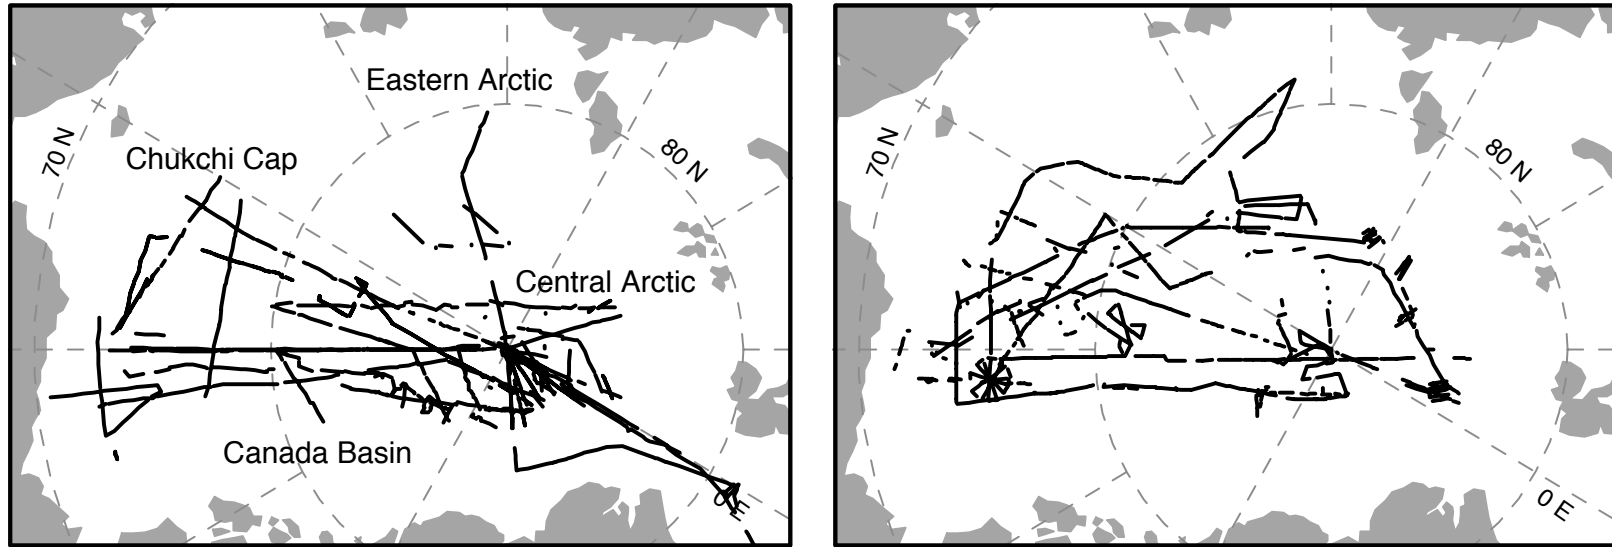 Eastern Arctic
70 N
Chukchi Cap
80 N
Central Arctic
Canada Basin
0 E
70 N
80 N
0 E